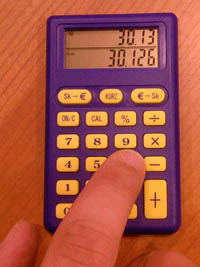 30.13
30.126
Sk→€ KURZ €→Sk
ON/C CAL % ÷
7 8 9 ×
4 5 −
1 +